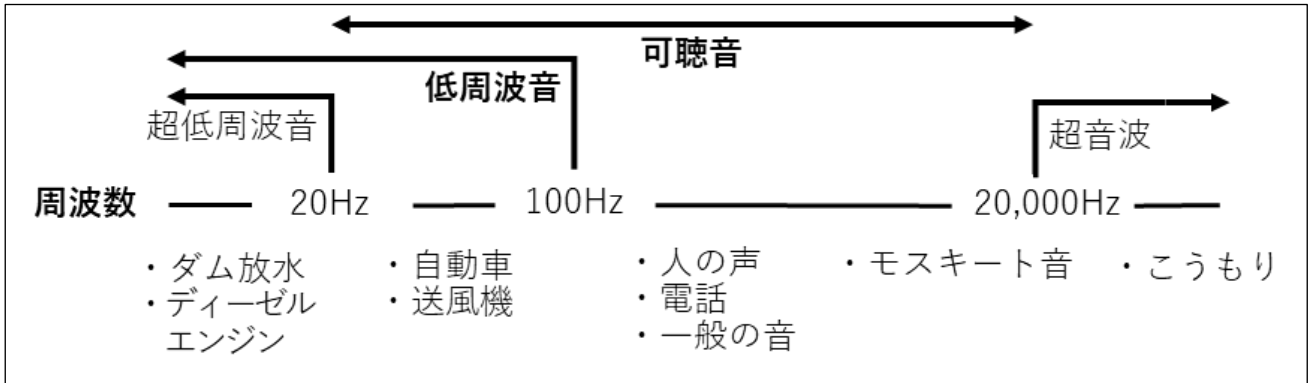 可聴音
低周波音
超低周波音
超音波
周波数 20Hz 100Hz 20,000Hz
・ダム放水
・ディーゼル
エンジン
・自動車
・送風機
・人の声
・電話
・一般の音
・モスキート音
・こうもり